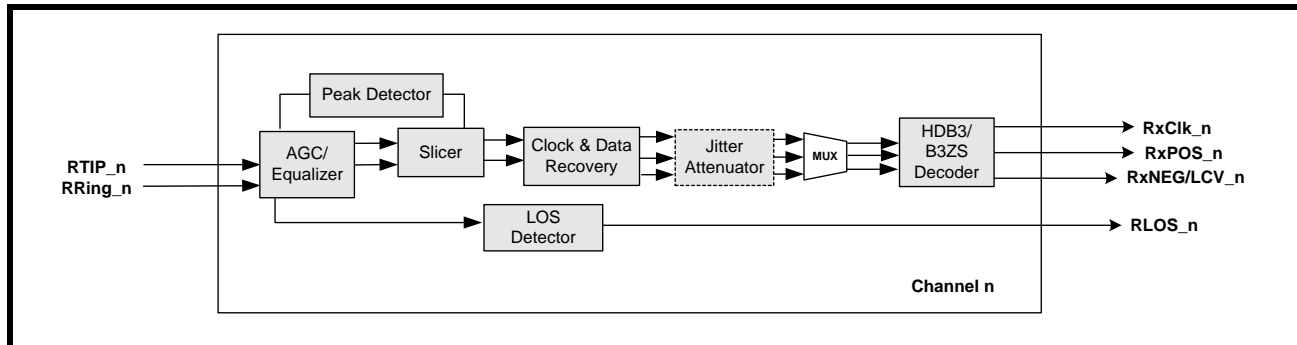 Peak Detector
RTIP_n
RRing_n
AGC/
Equalizer
Slicer
Clock & Data
Recovery
Jitter
Attenuator
MUX
HDB3/
B3ZS
Decoder
RxClk_n
RxPOS_n
RxNEG/LCV_n
LOS
Detector
RLOS_n
Channel n